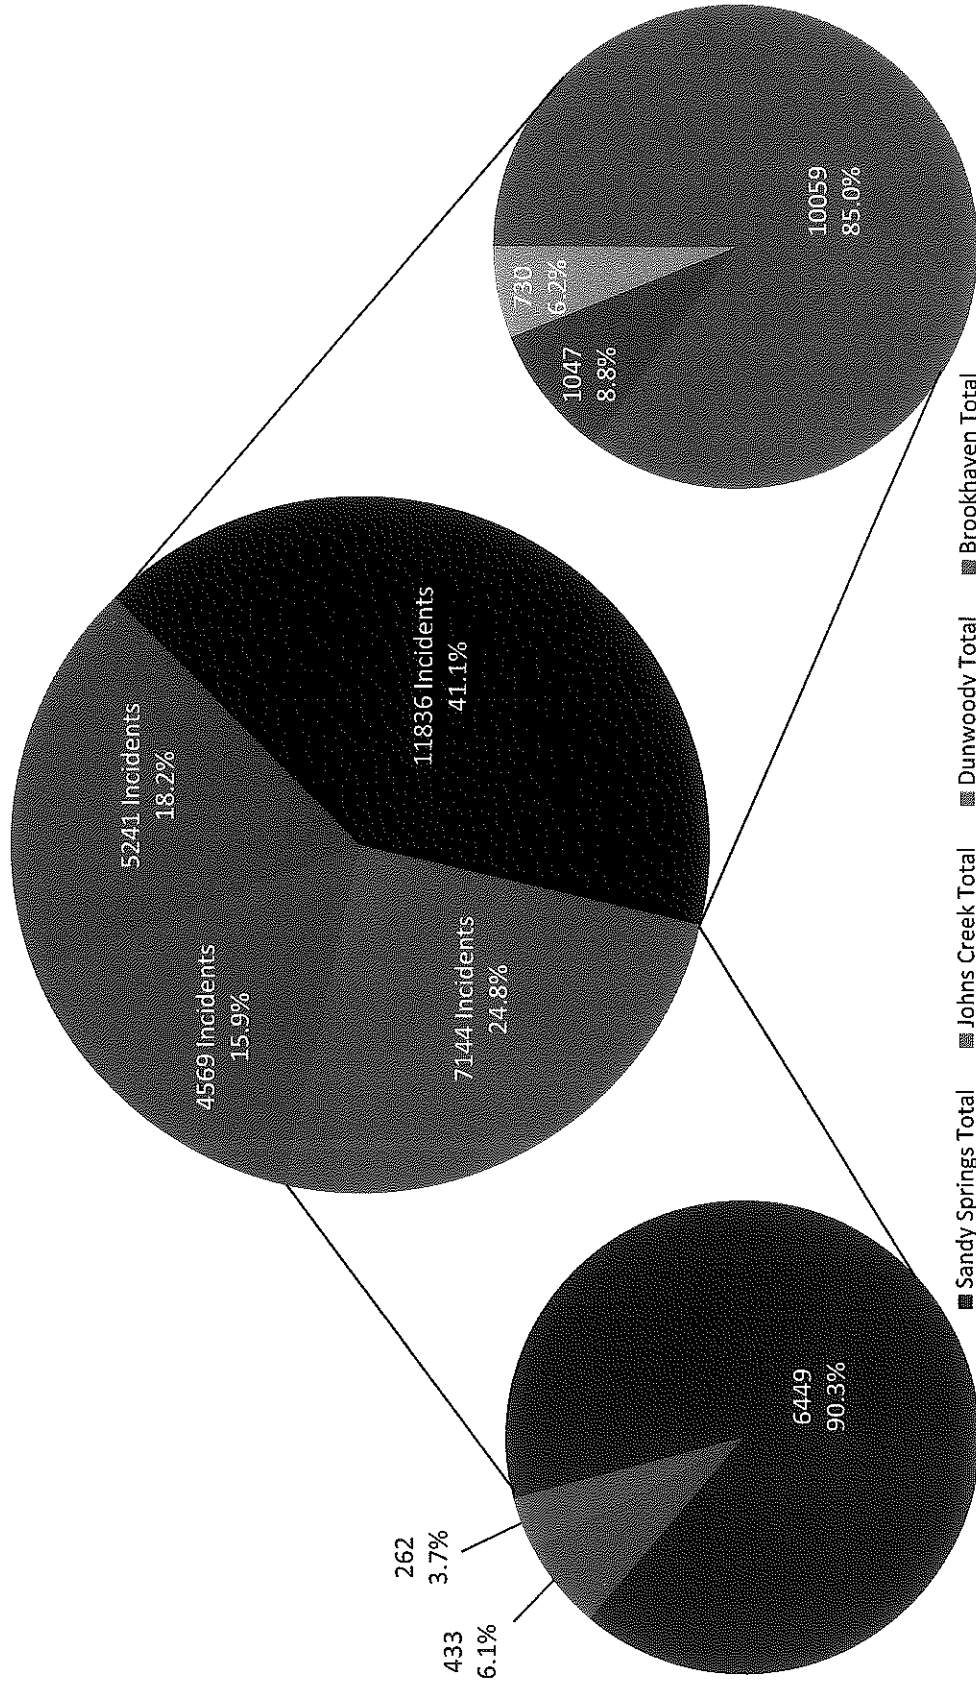 433
6.1%
262
3.7%
6449
90.3%
4569 Incidents
15.9%
5241 Incidents
18.2%
7144 Incidents
24.8%
11836 Incidents
41.1%
730
6.2%
1047
8.8%
10059
85.0%
Sandy Springs Total
Johns Creek Total
Dunwoody Total
Brookhaven Total